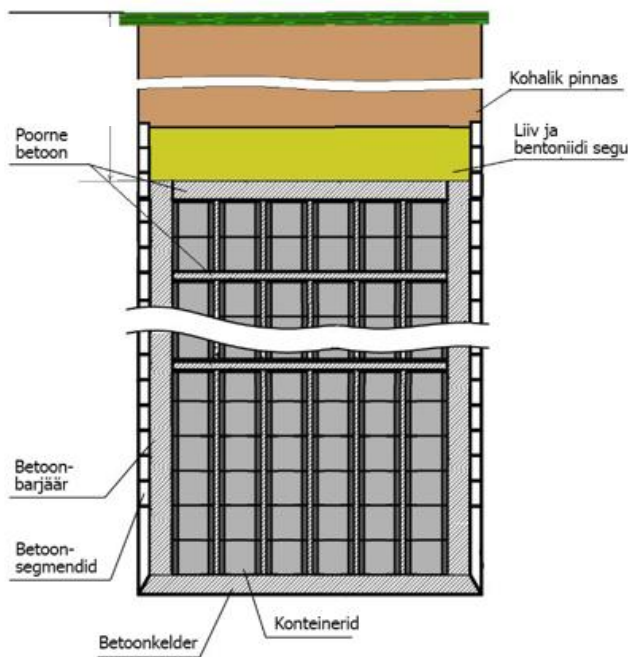 Kohalik pinnas
Liiv ja
bentoniidi segu
Poorne
betoon
Betoon-
barjäär
Betoon-
segmendid
Betoonkelder
Konteinerid